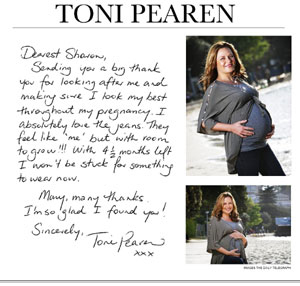 TONI PEAREN
Dearest Sharon,
Sending you a big thank
you for looking after me and
making sure I look my best
throughout my pregnancy. I
absolutely love the jeans. They
feel like 'me' but with room
to grow!!! With 4½ months left
I won't be stuck for something
to wear now.
Many, many thanks.
I'm so glad I found you!
Sincerely,
Toni Pearen
xxx
IMAGES THE DAILY TELEGRAPH